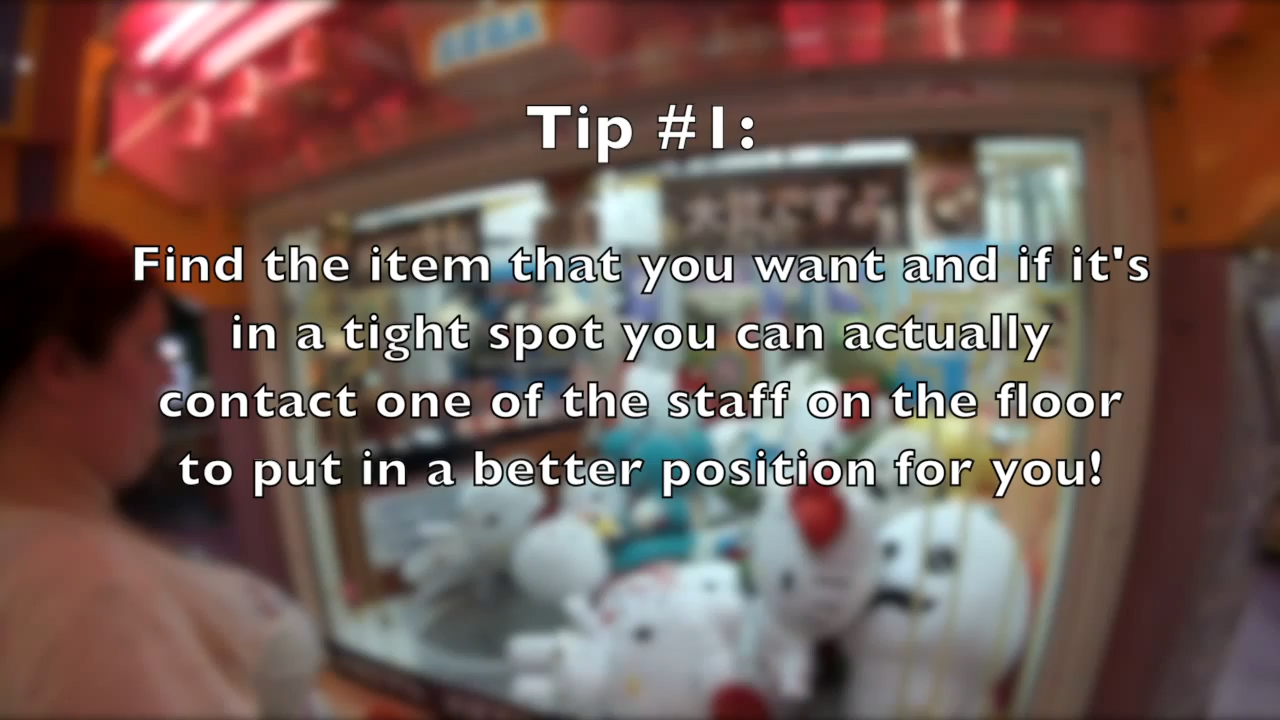 SEGA
Tip #1:
Find the item that you want and if it's
in a tight spot you can actually
contact one of the staff on the floor
to put in a better position for you!